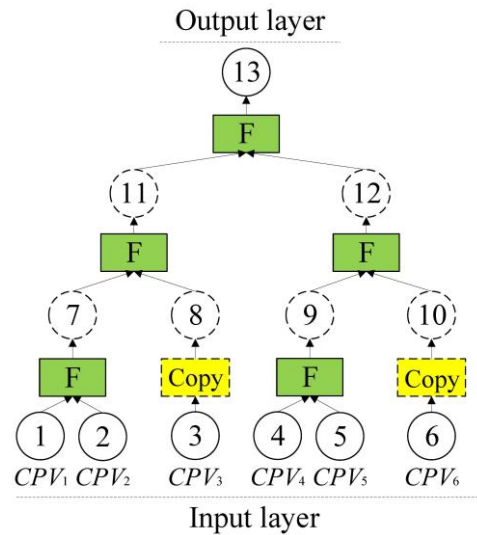 Output layer
13
F
11 12
F F
7 8 9 10
F Copy F Copy
1 2 3 4 5 6
CPV₁ CPV₂ CPV₃ CPV₄ CPV₅ CPV₆
Input layer